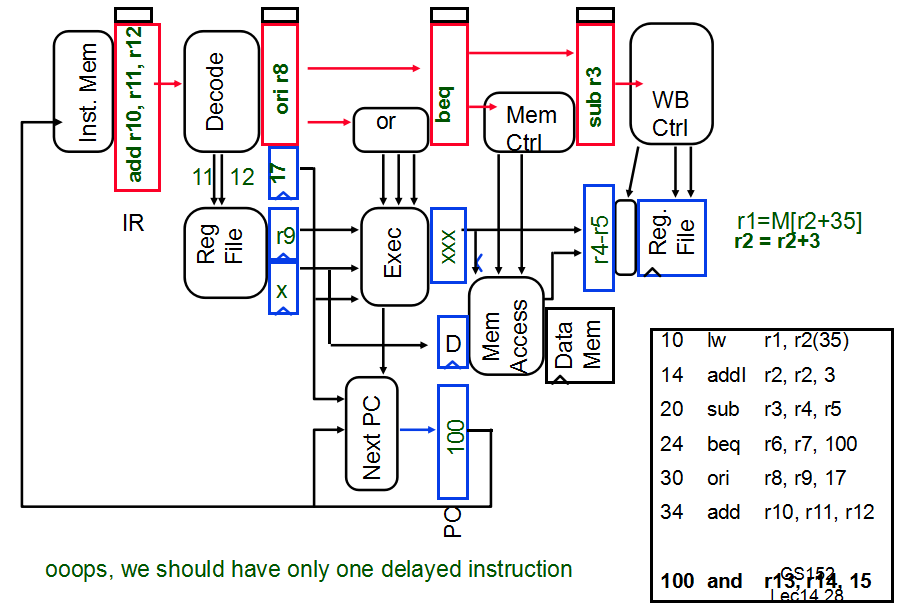 Inst. Mem
add r10, r11, r12
IR
Decode
11 12
Reg
File
ori r8
17
r9
x
or
Exec
Next PC
beq
xxx
D
100
PC
Mem
Ctrl
Mem
Access
Data
Mem
sub r3
r4-r5
WB
Ctrl
Reg.
File
r1=M[r2+35]
r2 = r2+3
10 lw r1, r2(35)
14 addI r2, r2, 3
20 sub r3, r4, r5
24 beq r6, r7, 100
30 ori r8, r9, 17
34 add r10, r11, r12
100 and r13, r14, 15
CS152
Lec14.28
ooops, we should have only one delayed instruction